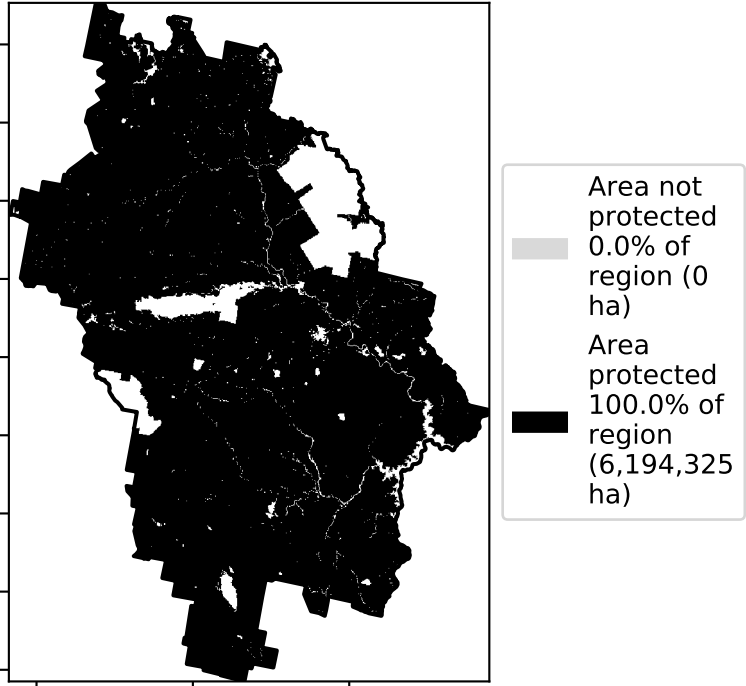 Area not
protected
0.0% of
region (0
ha)
Area
protected
100.0% of
region
(6,194,325
ha)